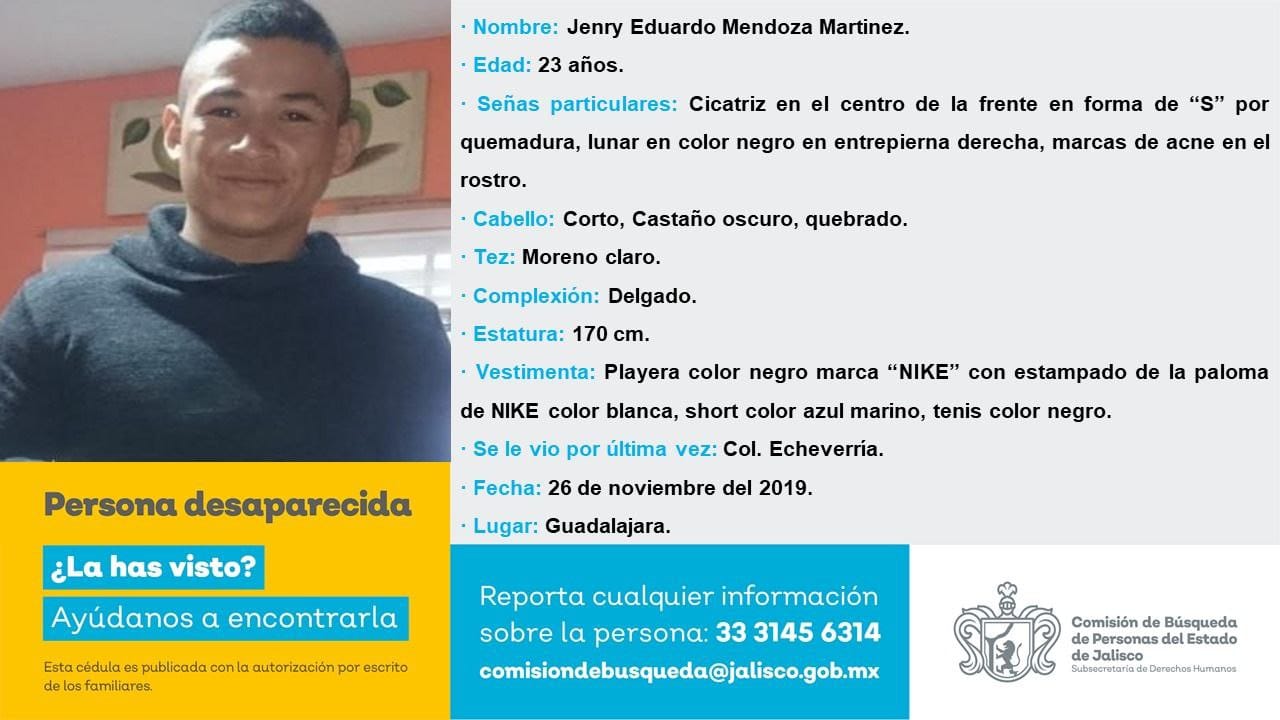 · Nombre: Jenry Eduardo Mendoza Martinez.
· Edad: 23 años.
· Señas particulares: Cicatriz en el centro de la frente en forma de “S” por
quemadura, lunar en color negro en entrepierna derecha, marcas de acne en el
rostro.
· Cabello: Corto, Castaño oscuro, quebrado.
· Tez: Moreno claro.
· Complexión: Delgado.
· Estatura: 170 cm.
· Vestimenta: Playera color negro marca “NIKE” con estampado de la paloma
de NIKE color blanca, short color azul marino, tenis color negro.
· Se le vio por última vez: Col. Echeverría.
· Fecha: 26 de noviembre del 2019.
· Lugar: Guadalajara.
Persona desaparecida
¿La has visto?
Ayúdanos a encontrarla
Esta cédula es publicada con la autorización por escrito
de los familiares.
Reporta cualquier información
sobre la persona: 33 3145 6314
comisiondebusqueda@jalisco.gob.mx
Comisión de Búsqueda
de Personas del Estado
de Jalisco
Subsecretaría de Derechos Humanos